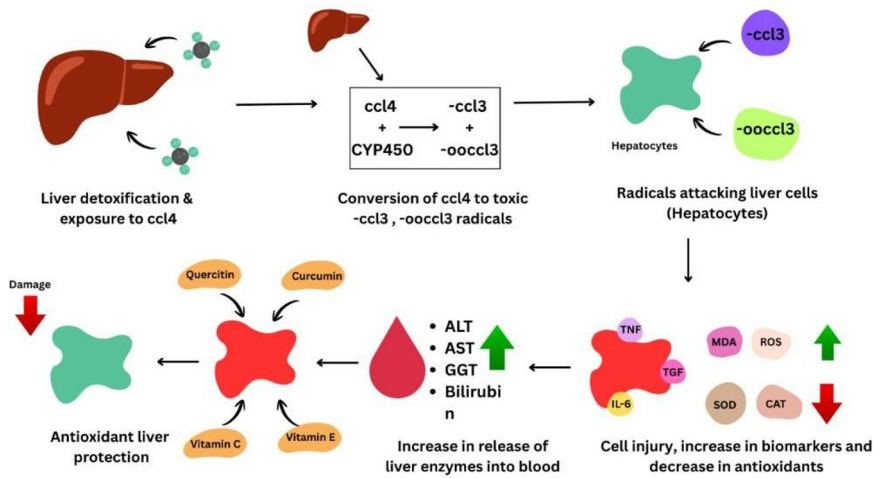 -ccl3
ccl4
-ccl3
+
+
CYP450
-ooccl3
-ooccl3
Hepatocytes
Liver detoxification &
exposure to ccl4
Conversion of ccl4 to toxic
-ccl3 , -ooccl3 radicals
Radicals attacking liver cells
(Hepatocytes)
Damage
Quercitin
Curcumin
Vitamin C
Vitamin E
Antioxidant liver
protection
• ALT
• AST
• GGT
• Bilirubi
n
Increase in release of
liver enzymes into blood
TNF
TGF
IL-6
MDA
ROS
SOD
CAT
Cell injury, increase in biomarkers and
decrease in antioxidants